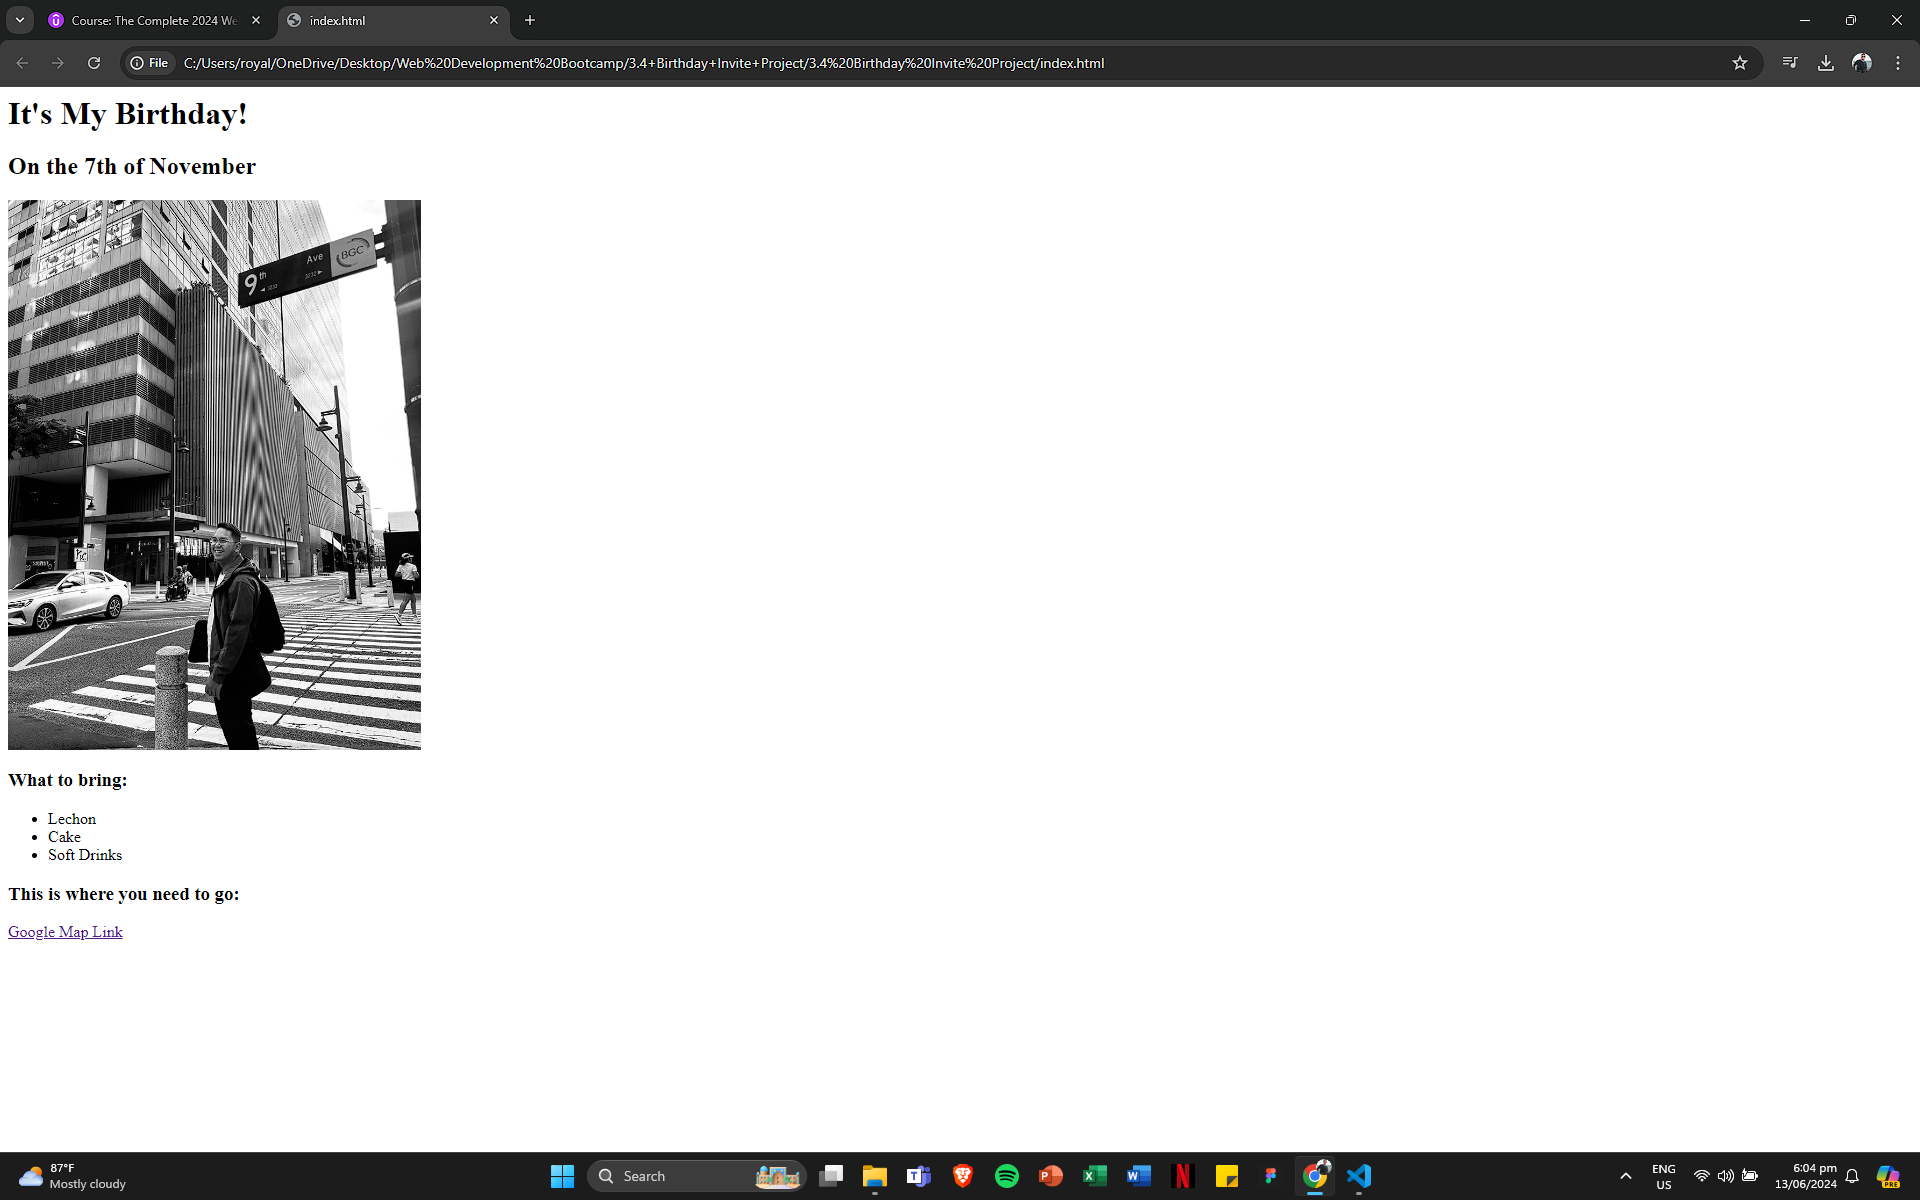 Course: The Complete 2024 We
index.html
File
C:/Users/royal/OneDrive/Desktop/Web%20Development%20Bootcamp/3.4+Birthday+Invite+Project/3.4%20Birthday%20Invite%20Project/index.html
It's My Birthday!
On the 7th of November
9th Ave BGC
What to bring:
• Lechon
• Cake
• Soft Drinks
This is where you need to go:
Google Map Link
87°F
Mostly cloudy
Search
ENG
US
6:04 pm
13/06/2024
PRE